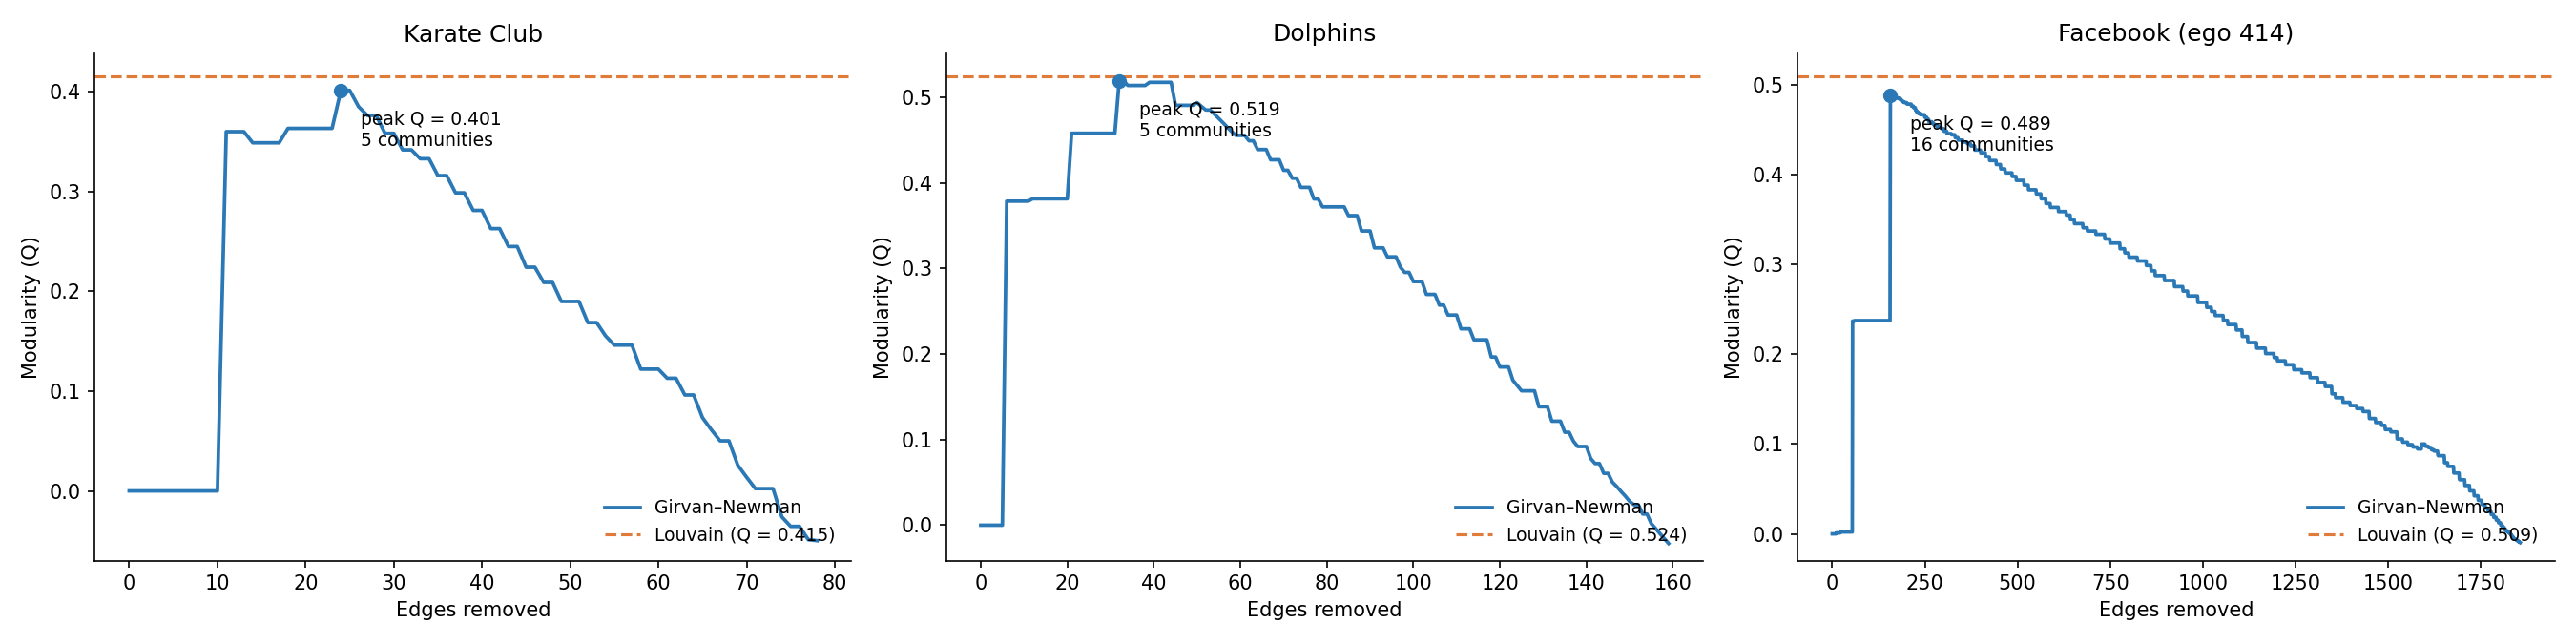 Karate Club
Modularity (Q)
0.4
0.3
0.2
0.1
0.0
peak Q = 0.401
5 communities
Girvan–Newman
Louvain (Q = 0.415)
0 10 20 30 40 50 60 70 80
Edges removed
Dolphins
Modularity (Q)
0.5
0.4
0.3
0.2
0.1
0.0
peak Q = 0.519
5 communities
Girvan–Newman
Louvain (Q = 0.524)
0 20 40 60 80 100 120 140 160
Edges removed
Facebook (ego 414)
Modularity (Q)
0.5
0.4
0.3
0.2
0.1
0.0
peak Q = 0.489
16 communities
Girvan–Newman
Louvain (Q = 0.509)
0 250 500 750 1000 1250 1500 1750
Edges removed